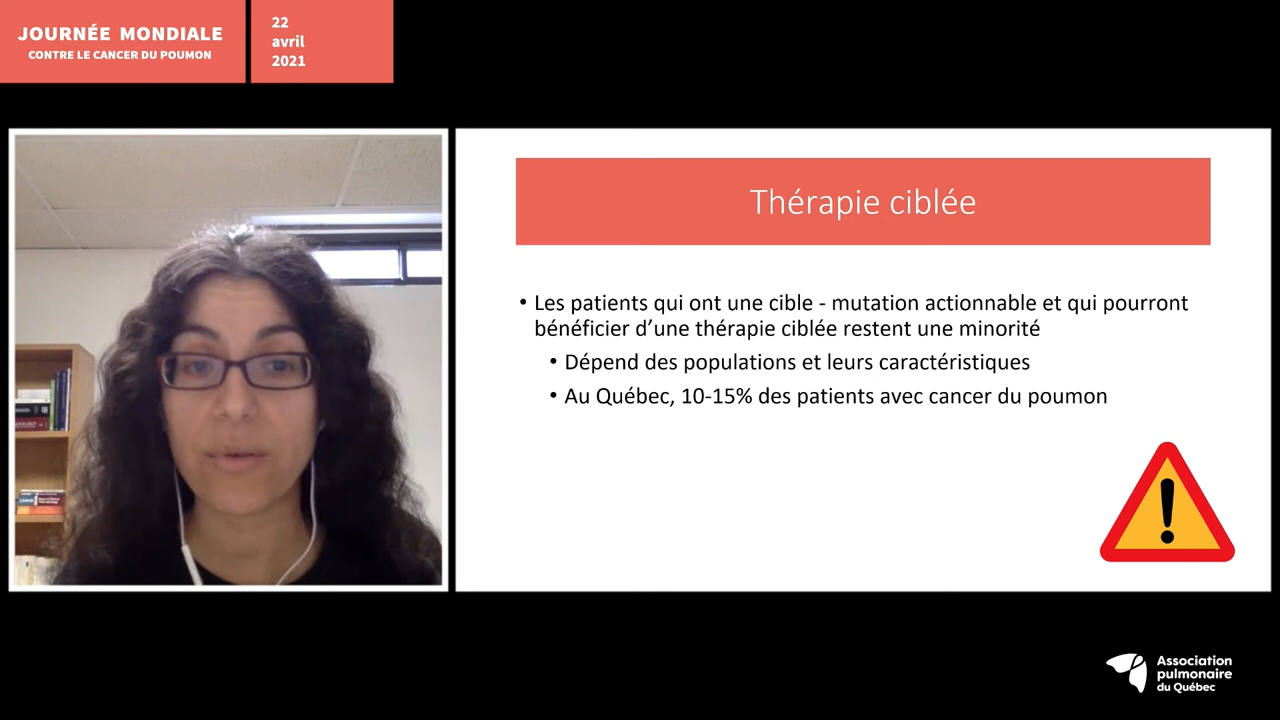 JOURNÉE MONDIALE
CONTRE LE CANCER DU POUMON
22
avril
2021
Thérapie ciblée
• Les patients qui ont une cible - mutation actionnable et qui pourront
bénéficier d’une thérapie ciblée restent une minorité
• Dépend des populations et leurs caractéristiques
• Au Québec, 10-15% des patients avec cancer du poumon
Association
pulmonaire
du Québec